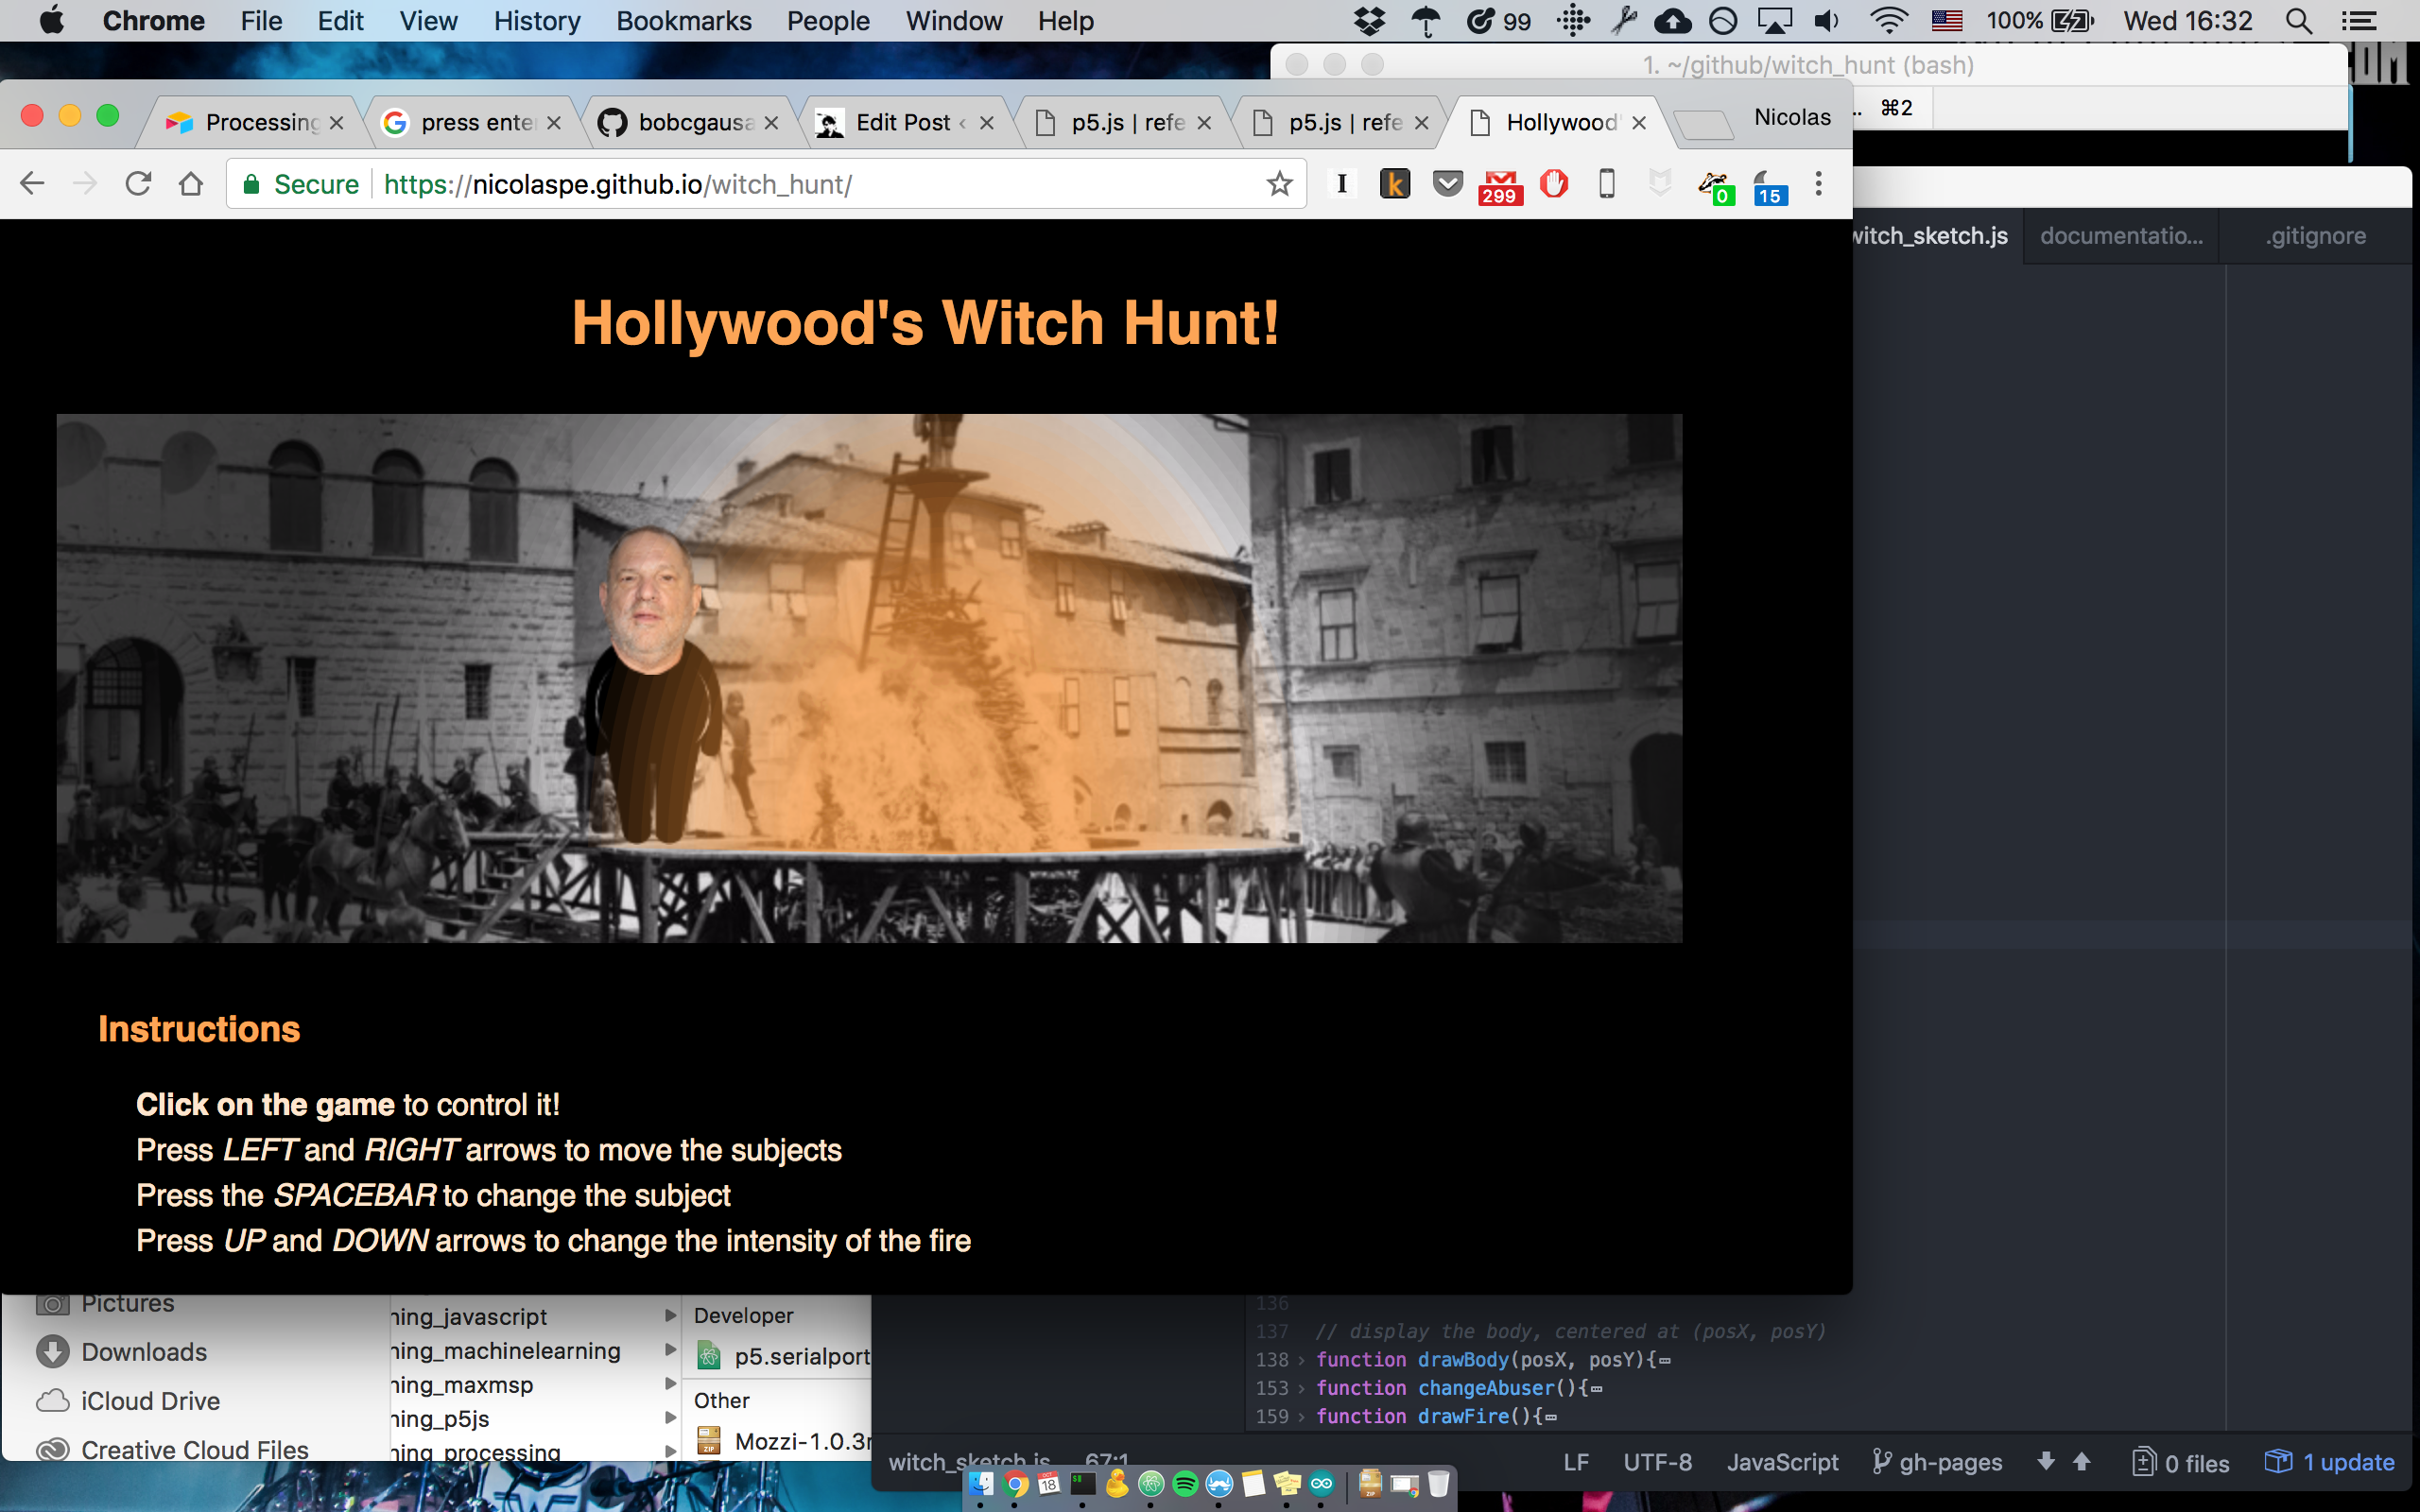 Chrome File Edit View History Bookmarks People Window Help 99 100% Wed 16:32
1. ~/github/witch_hunt (bash)
⌘2
Processing press ente bobcgausa Edit Post p5.js | refe p5.js | refe Hollywood' Nicolas
Secure https://nicolaspe.github.io/witch_hunt/ 299 0 15
witch_sketch.js documentatio... .gitignore
Hollywood's Witch Hunt!
Instructions
Click on the game to control it!
Press LEFT and RIGHT arrows to move the subjects
Press the SPACEBAR to change the subject
Press UP and DOWN arrows to change the intensity of the fire
Pictures
Downloads
iCloud Drive
Creative Cloud Files
ning_javascript
ning_machinelearning
ning_maxmsp
ning_p5js
ning_processing
Developer
p5.serialport
Other
Mozzi-1.0.3r
136
137 // display the body, centered at (posX, posY)
138 function drawBody(posX, posY){
153 function changeAbuser(){
159 function drawFire(){
witch_sketch.js 67:1 LF UTF-8 JavaScript gh-pages 0 files 1 update